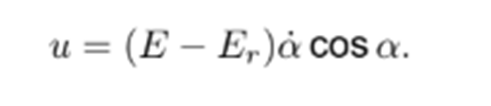 u = (E − E_r)α̇ cos α.